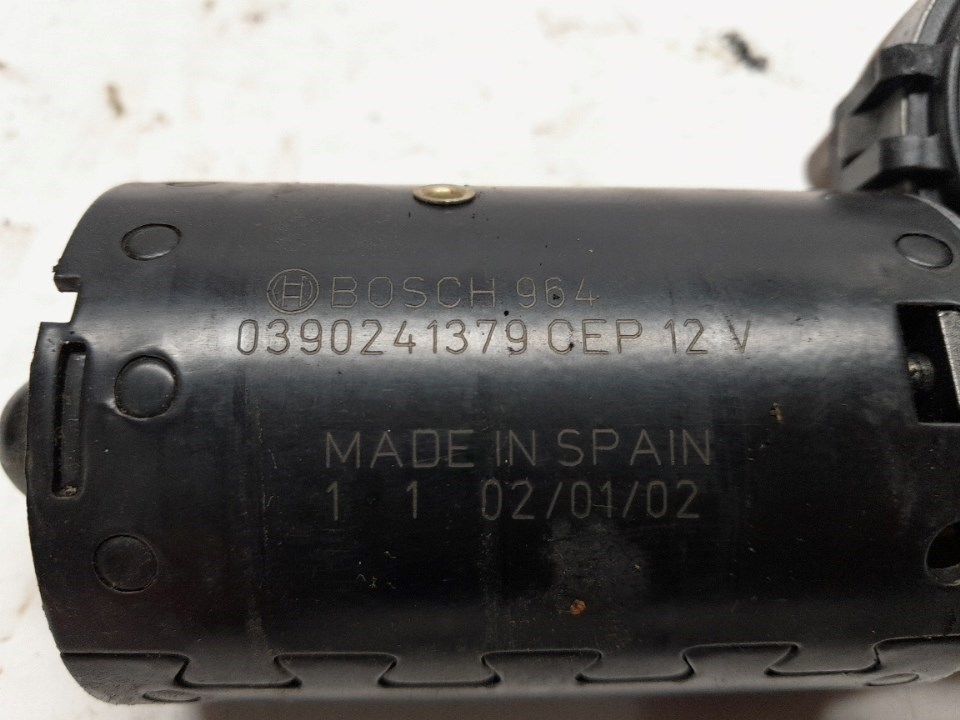 BOSCH 964
0390241379 CEP 12 V
MADE IN SPAIN
1 1 02/01/02